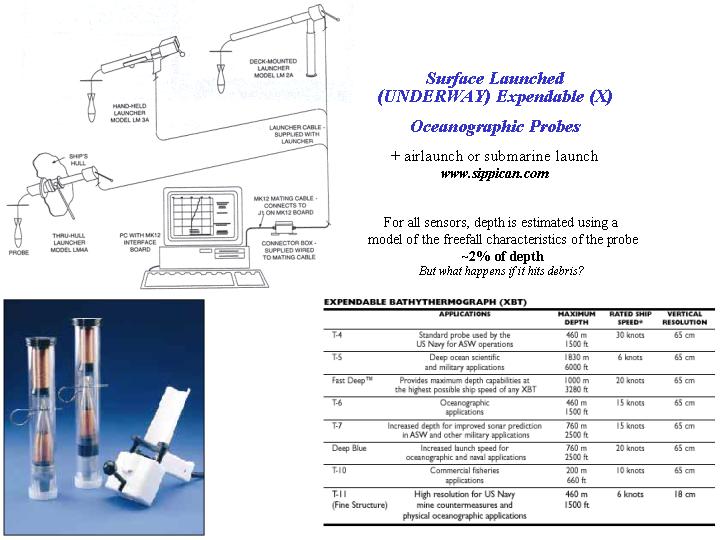 DECK-MOUNTED
LAUNCHER
MODEL LM 2A
HAND-HELD
LAUNCHER
MODEL LM 3A
LAUNCHER CABLE -
SUPPLIED WITH
LAUNCHER
SHIP'S
HULL
MK12 MATING CABLE -
CONNECTS TO
J1 ON MK12 BOARD
PROBE
THRU-HULL
LAUNCHER
MODEL LM4A
PC WITH MK12
INTERFACE
BOARD
CONNECTOR BOX -
SUPPLIED WIRED
TO MATING CABLE
Surface Launched
(UNDERWAY) Expendable (X)
Oceanographic Probes
+ airlaunch or submarine launch
www.sippican.com
For all sensors, depth is estimated using a
model of the freefall characteristics of the probe
~2% of depth
But what happens if it hits debris?
EXPENDABLE BATHYTHERMOGRAPH (XBT)
APPLICATIONS MAXIMUM DEPTH RATED SHIP SPEED* VERTICAL RESOLUTION
T-4 Standard probe used by the 460 m 30 knots 65 cm
US Navy for ASW operations 1500 ft
T-5 Deep ocean scientific 1830 m 6 knots 65 cm
and military applications 6000 ft
Fast Deep™ Provides maximum depth capabilities at 1000 m 20 knots 65 cm
the highest possible ship speed of any XBT 3280 ft
T-6 Oceanographic 460 m 15 knots 65 cm
applications 1500 ft
T-7 Increased depth for improved sonar prediction 760 m 15 knots 65 cm
in ASW and other military applications 2500 ft
Deep Blue Increased launch speed for 760 m 20 knots 65 cm
oceanographic and naval applications 2500 ft
T-10 Commercial fisheries 200 m 10 knots 65 cm
applications 660 ft
T-11 High resolution for US Navy 460 m 6 knots 18 cm
(Fine Structure) mine countermeasures and 1500 ft
physical oceanographic applications